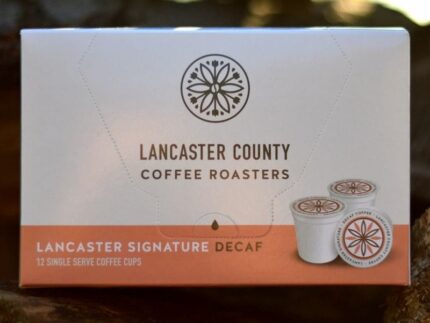 LANCASTER COUNTY
COFFEE ROASTERS
LANCASTER SIGNATURE DECAF
12 SINGLE SERVE COFFEE CUPS